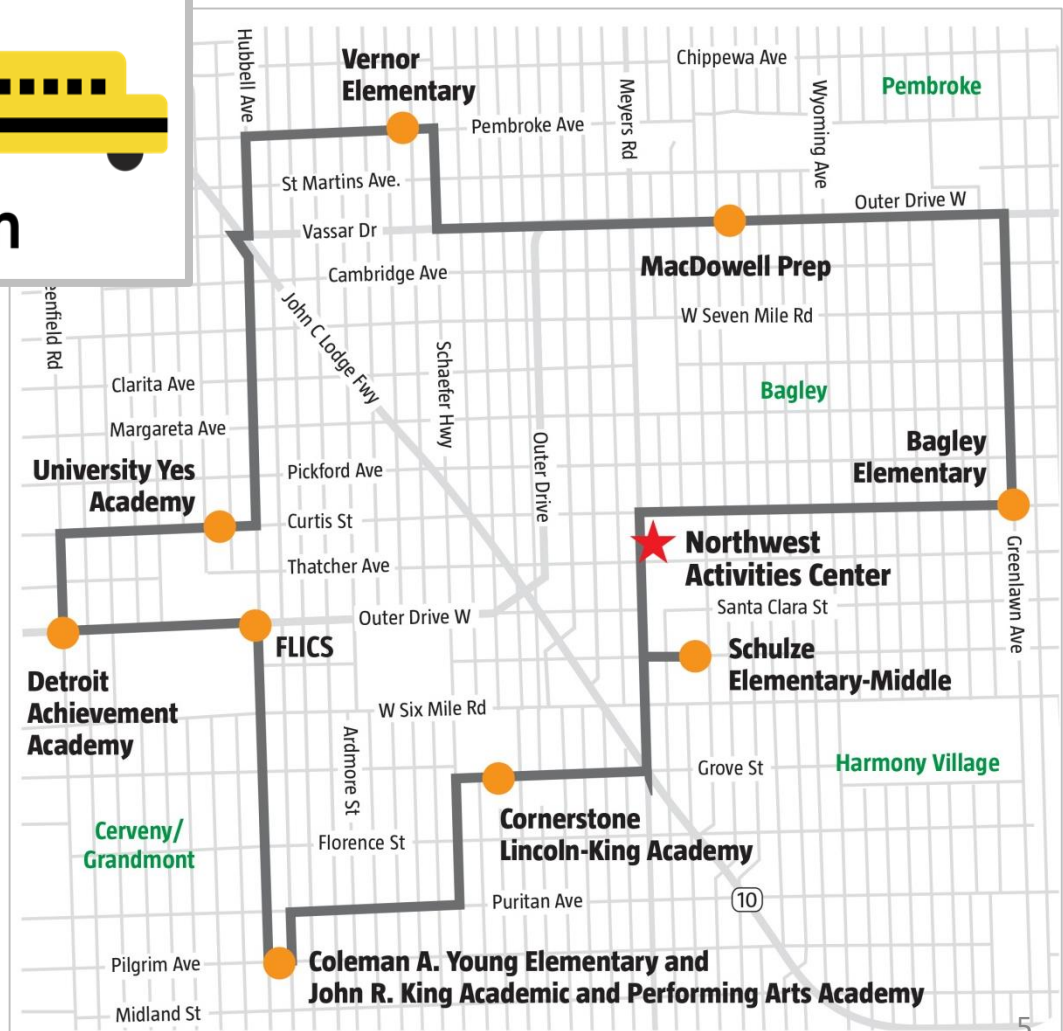 Hubbell Ave
Vernor
Elementary
Chippewa Ave
Meyers Rd
Wyoming Ave
Pembroke
Pembroke Ave
St Martins Ave.
Outer Drive W
Vassar Dr
n
MacDowell Prep
Cambridge Ave
enfield Rd
John C Lodge Fwy
W Seven Mile Rd
Schaefer Hwy
Clarita Ave
Bagley
Margareta Ave
Outer Drive
Bagley
Elementary
University Yes
Academy
Pickford Ave
Curtis St
Northwest
Activities Center
Greenlawn Ave
Thatcher Ave
Outer Drive W
Santa Clara St
FLICS
Schulze
Elementary-Middle
Detroit
Achievement
Academy
W Six Mile Rd
Ardmore St
Grove St
Harmony Village
Cornerstone
Lincoln-King Academy
Cerveny/
Grandmont
Florence St
Puritan Ave
10
Pilgrim Ave
Coleman A. Young Elementary and
John R. King Academic and Performing Arts Academy
Midland St
5